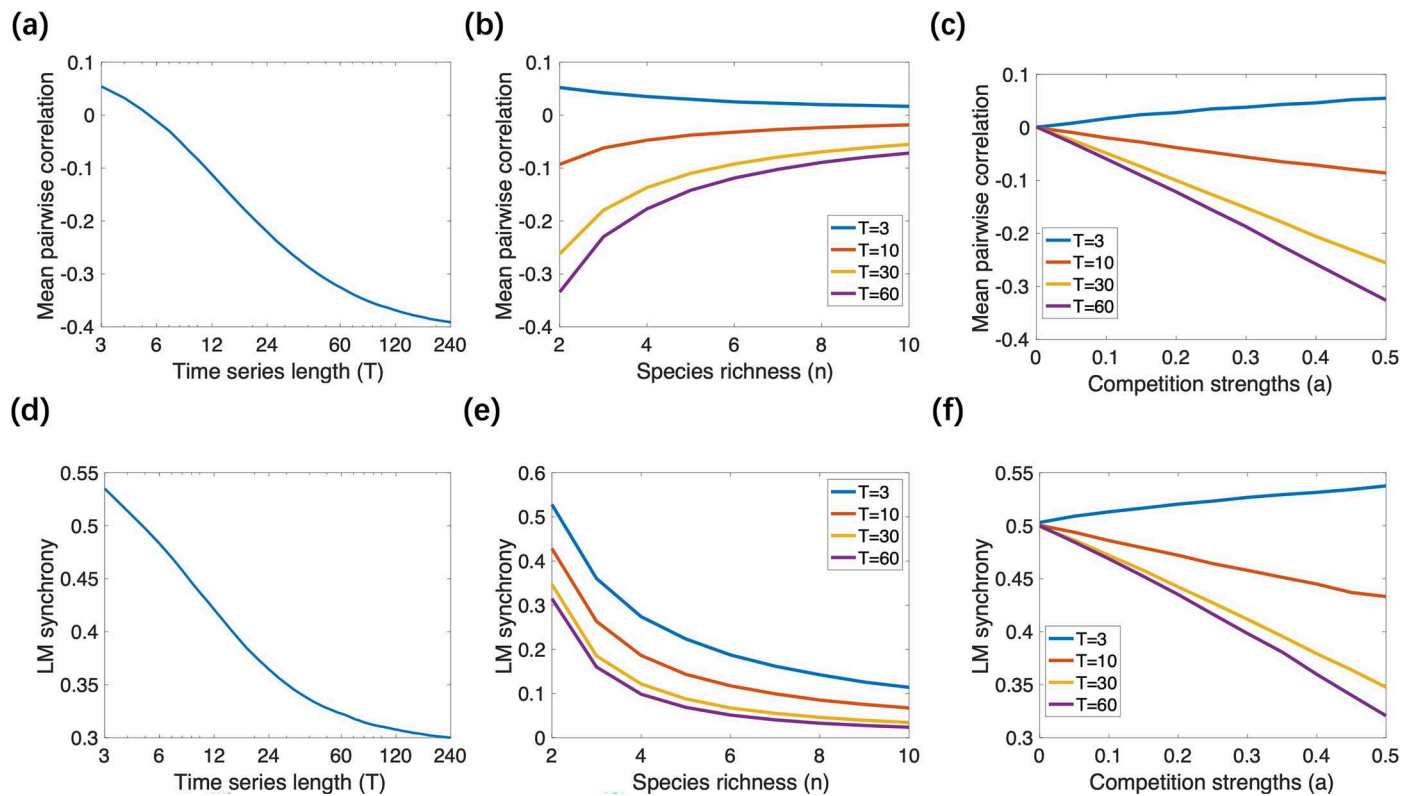 (a)
Mean pairwise correlation
0.1
0
-0.1
-0.2
-0.3
-0.4
3 6 12 24 60 120 240
Time series length (T)
(b)
Mean pairwise correlation
0.1
0
-0.1
-0.2
-0.3
-0.4
T=3
T=10
T=30
T=60
2 4 6 8 10
Species richness (n)
(c)
Mean pairwise correlation
0.1
0
-0.1
-0.2
-0.3
-0.4
T=3
T=10
T=30
T=60
0 0.1 0.2 0.3 0.4 0.5
Competition strengths (a)
(d)
LM synchrony
0.55
0.5
0.45
0.4
0.35
0.3
3 6 12 24 60 120 240
Time series length (T)
(e)
LM synchrony
0.6
0.5
0.4
0.3
0.2
0.1
0
T=3
T=10
T=30
T=60
2 4 6 8 10
Species richness (n)
(f)
LM synchrony
0.55
0.5
0.45
0.4
0.35
0.3
T=3
T=10
T=30
T=60
0 0.1 0.2 0.3 0.4 0.5
Competition strengths (a)